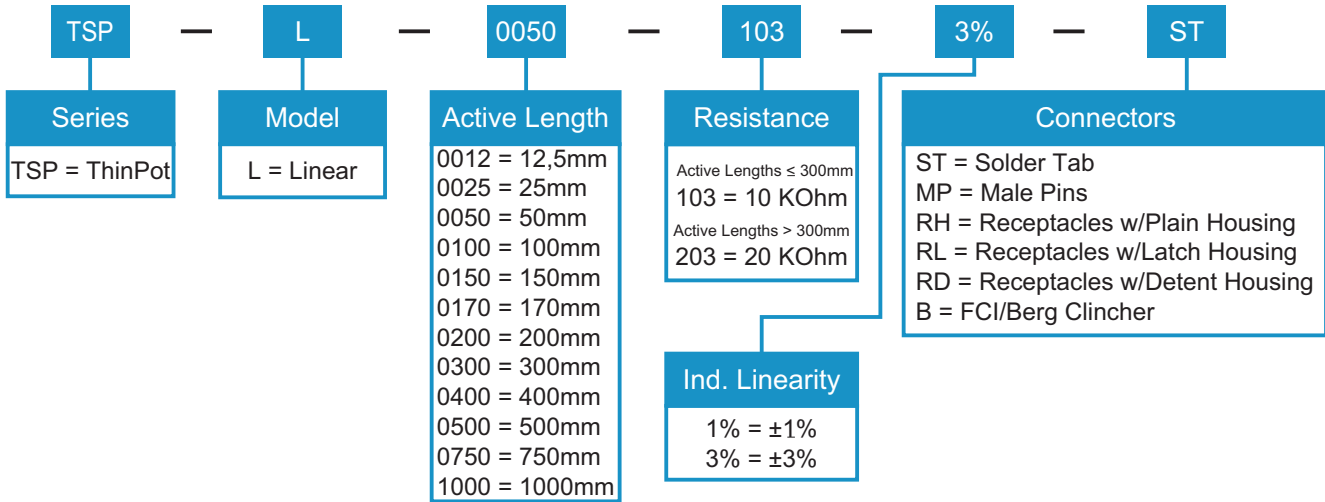 TSP — L — 0050 — 103 — 3% — ST
Series
TSP = ThinPot
Model
L = Linear
Active Length
0012 = 12,5mm
0025 = 25mm
0050 = 50mm
0100 = 100mm
0150 = 150mm
0170 = 170mm
0200 = 200mm
0300 = 300mm
0400 = 400mm
0500 = 500mm
0750 = 750mm
1000 = 1000mm
Resistance
Active Lengths ≤ 300mm
103 = 10 KOhm
Active Lengths > 300mm
203 = 20 KOhm
Ind. Linearity
1% = ±1%
3% = ±3%
Connectors
ST = Solder Tab
MP = Male Pins
RH = Receptacles w/Plain Housing
RL = Receptacles w/Latch Housing
RD = Receptacles w/Detent Housing
B = FCI/Berg Clincher